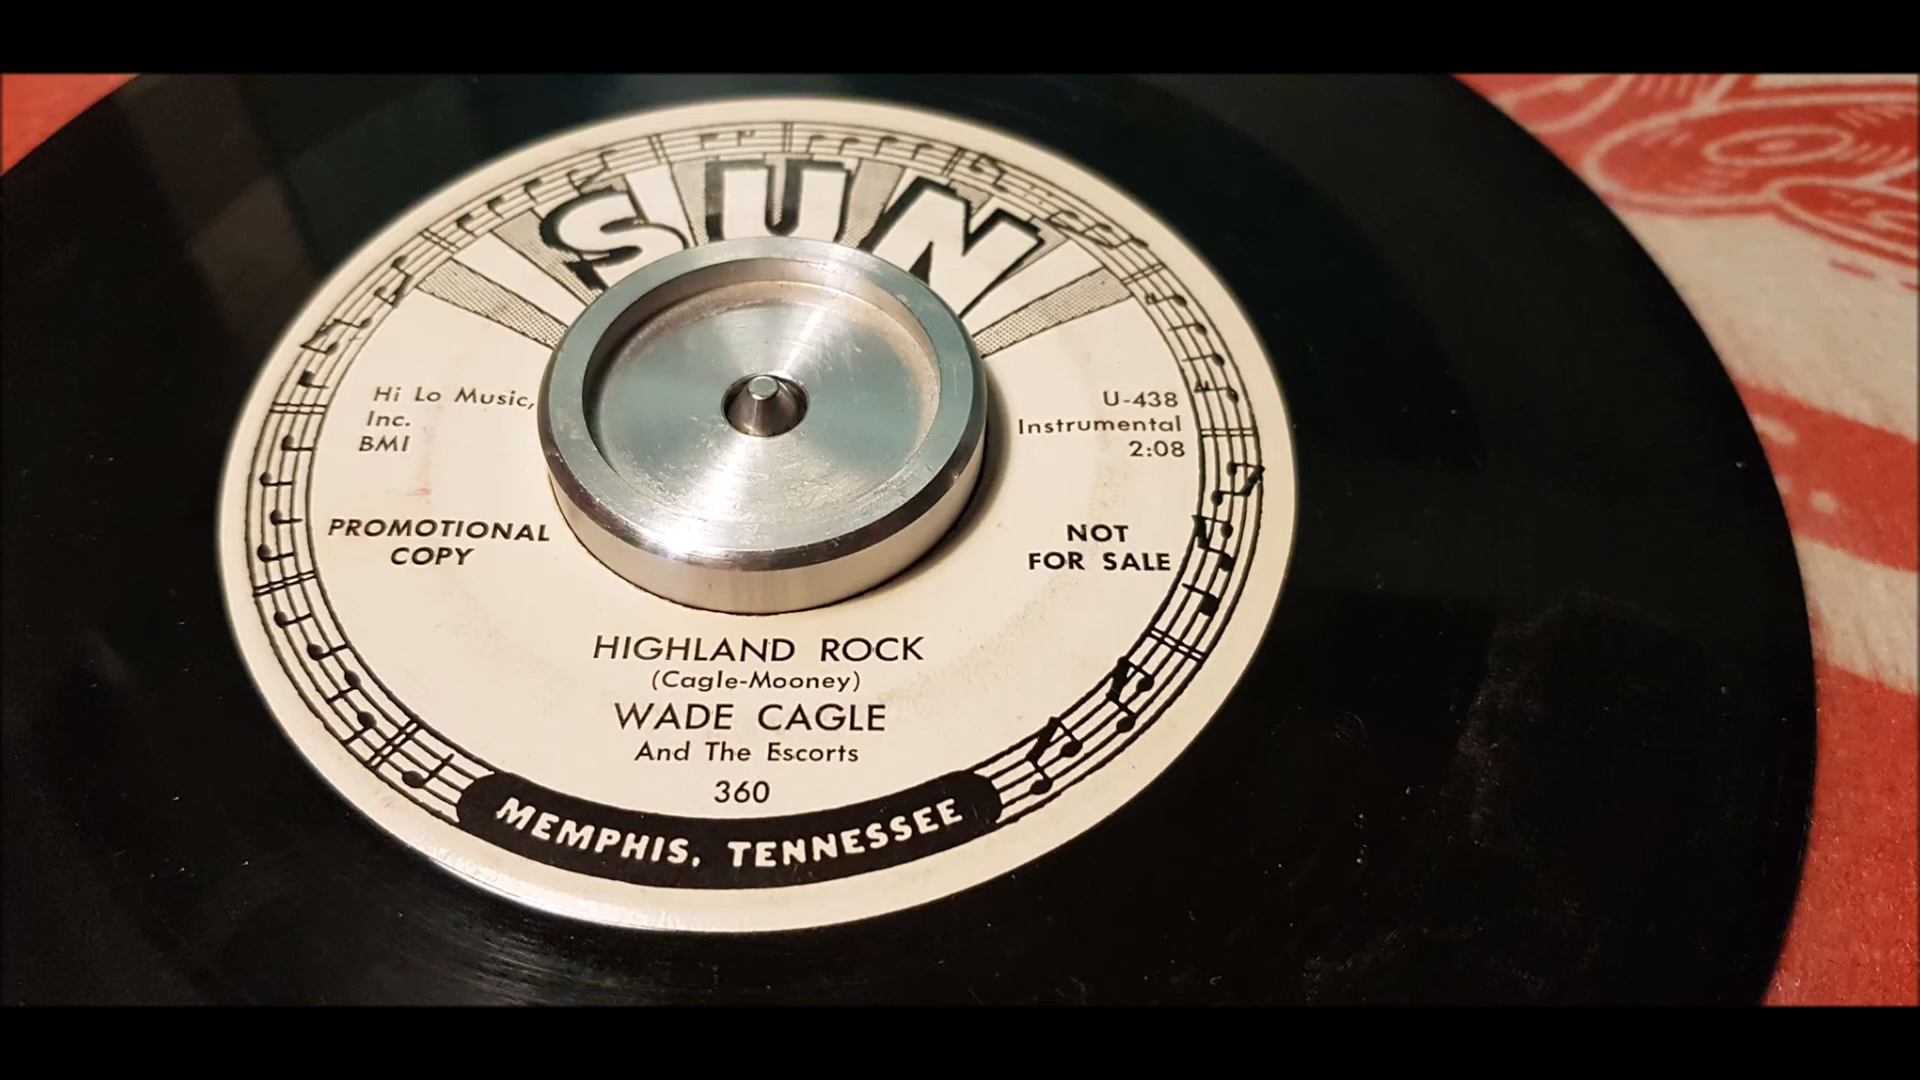 SUN
Hi Lo Music,
Inc.
BMI
U-438
Instrumental
2:08
PROMOTIONAL
COPY
NOT
FOR SALE
HIGHLAND ROCK
(Cagle-Mooney)
WADE CAGLE
And The Escorts
360
MEMPHIS, TENNESSEE